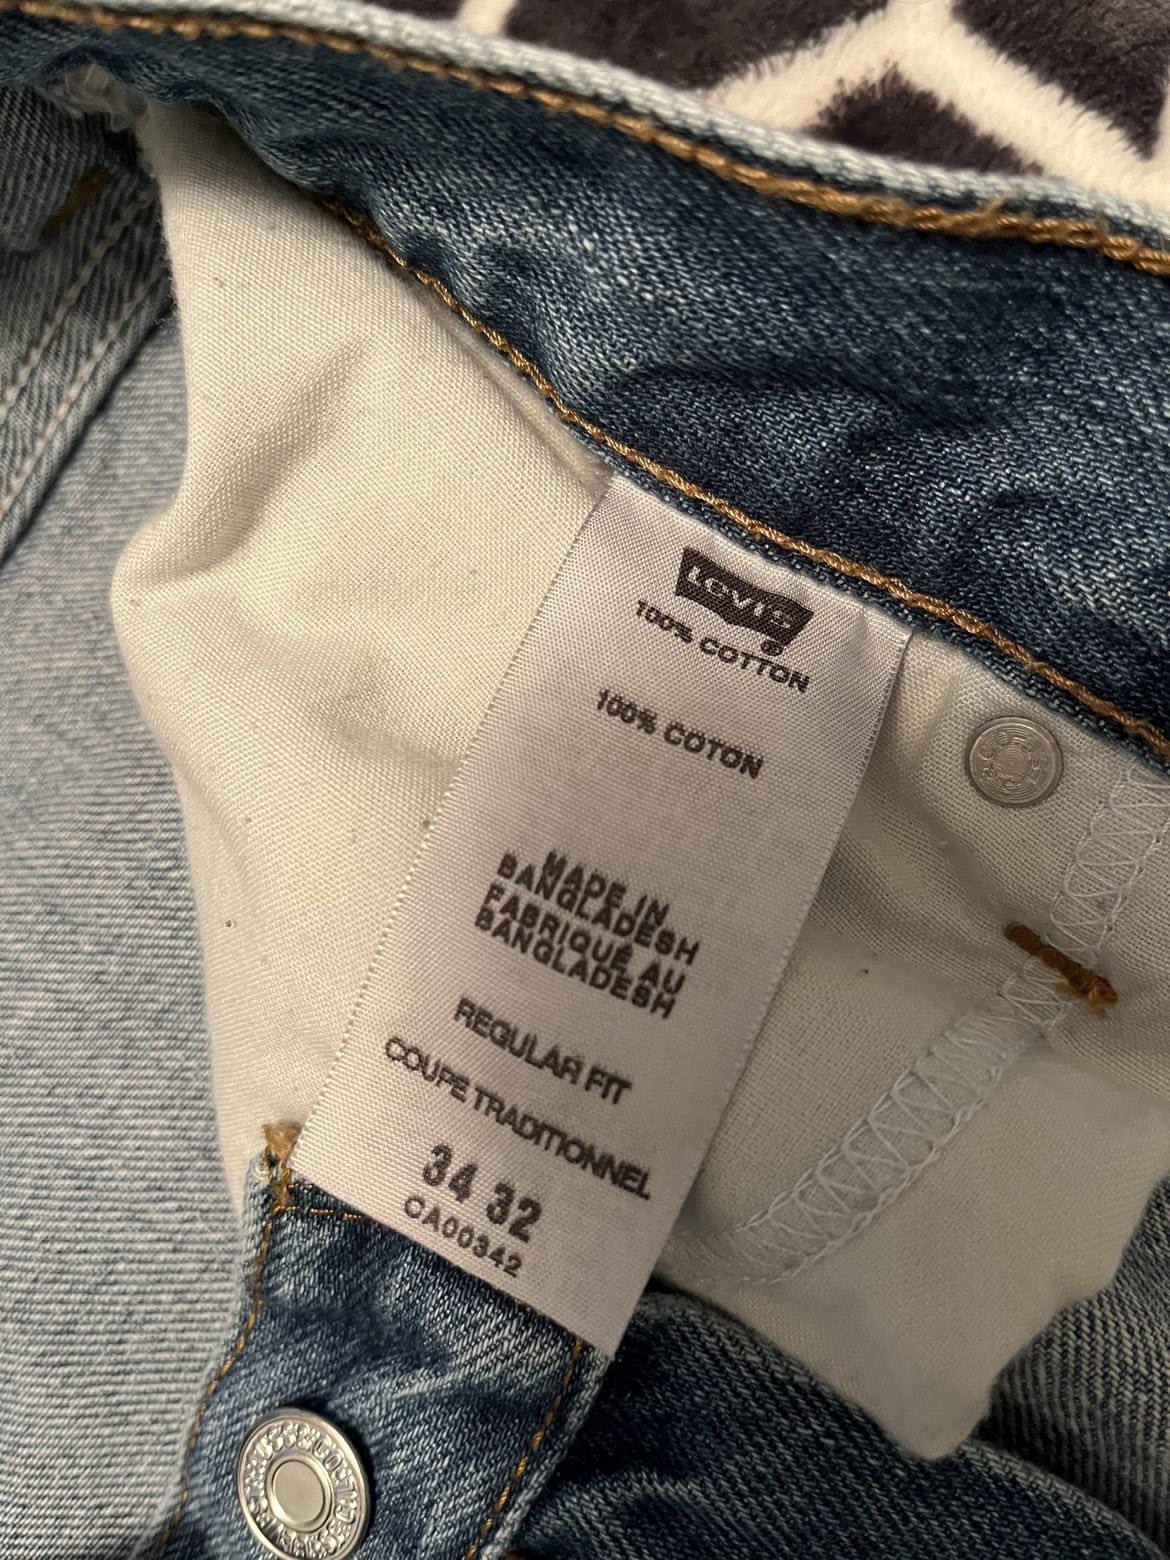 Levi's
®
100% COTTON
100% COTON
MADE IN
BANGLADESH
FABRIQUÉ AU
BANGLADESH
REGULAR FIT
COUPE TRADITIONNEL
34 32
CA00342